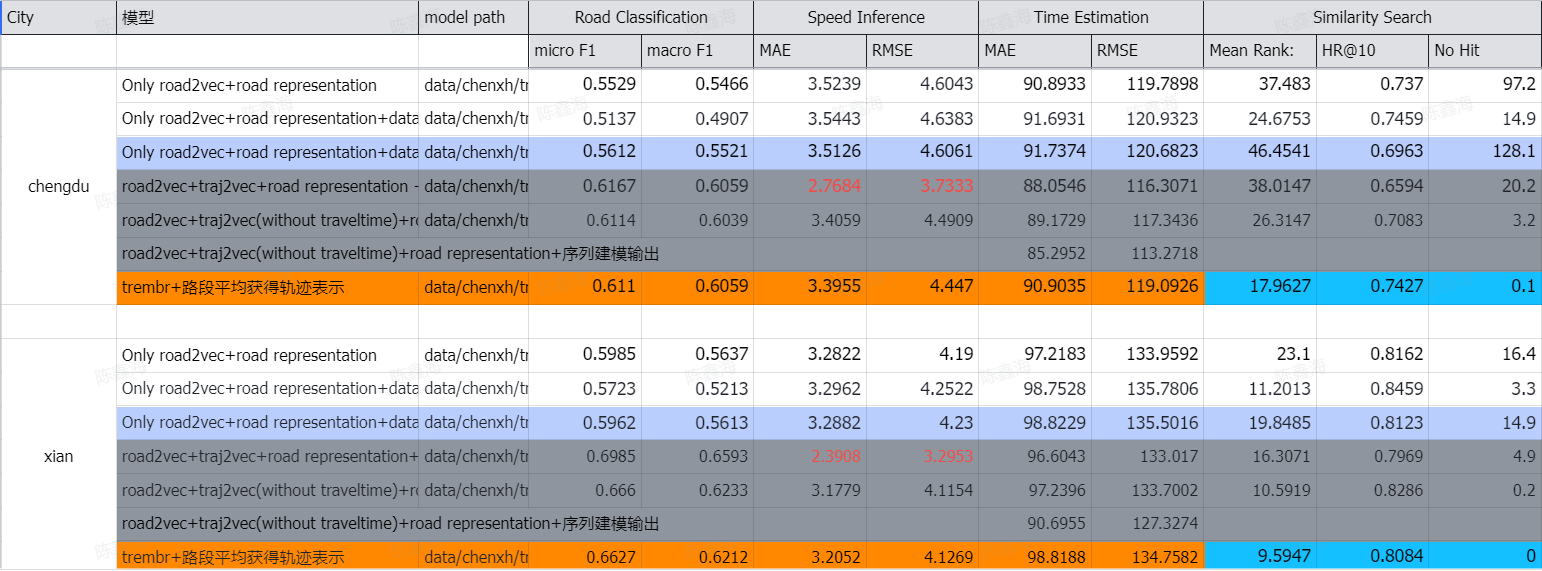 City 模型 model path Road Classification Speed Inference Time Estimation Similarity Search
micro F1 macro F1 MAE RMSE MAE RMSE Mean Rank: HR@10 No Hit
Only road2vec+road representation data/chenxh/tr 0.5529 0.5466 3.5239 4.6043 90.8933 119.7898 37.483 0.737 97.2
Only road2vec+road representation+data data/chenxh/tr 0.5137 0.4907 3.5443 4.6383 91.6931 120.9323 24.6753 0.7459 14.9
Only road2vec+road representation+data data/chenxh/tr 0.5612 0.5521 3.5126 4.6061 91.7374 120.6823 46.4541 0.6963 128.1
chengdu road2vec+traj2vec+road representation data/chenxh/tr 0.6167 0.6059 2.7684 3.7333 88.0546 116.3071 38.0147 0.6594 20.2
road2vec+traj2vec(without traveltime)+ro data/chenxh/tr 0.6114 0.6039 3.4059 4.4909 89.1729 117.3436 26.3147 0.7083 3.2
road2vec+traj2vec(without traveltime)+road representation+序列建模输出 85.2952 113.2718
trembr+路段平均获得轨迹表示 data/chenxh/tr 0.611 0.6059 3.3955 4.447 90.9035 119.0926 17.9627 0.7427 0.1
Only road2vec+road representation data/chenxh/tr 0.5985 0.5637 3.2822 4.19 97.2183 133.9592 23.1 0.8162 16.4
Only road2vec+road representation+data data/chenxh/tr 0.5723 0.5213 3.2962 4.2522 98.7528 135.7806 11.2013 0.8459 3.3
Only road2vec+road representation+data data/chenxh/tr 0.5962 0.5613 3.2882 4.23 98.8229 135.5016 19.8485 0.8123 14.9
xian road2vec+traj2vec+road representation+ data/chenxh/tr 0.6985 0.6593 2.3908 3.2953 96.6043 133.017 16.3071 0.7969 4.9
road2vec+traj2vec(without traveltime)+ro data/chenxh/tr 0.666 0.6233 3.1779 4.1154 97.2396 133.7002 10.5919 0.8286 0.2
road2vec+traj2vec(without traveltime)+road representation+序列建模输出 90.6955 127.3274
trembr+路段平均获得轨迹表示 data/chenxh/tr 0.6627 0.6212 3.2052 4.1269 98.8188 134.7582 9.5947 0.8084 0
陈鑫海